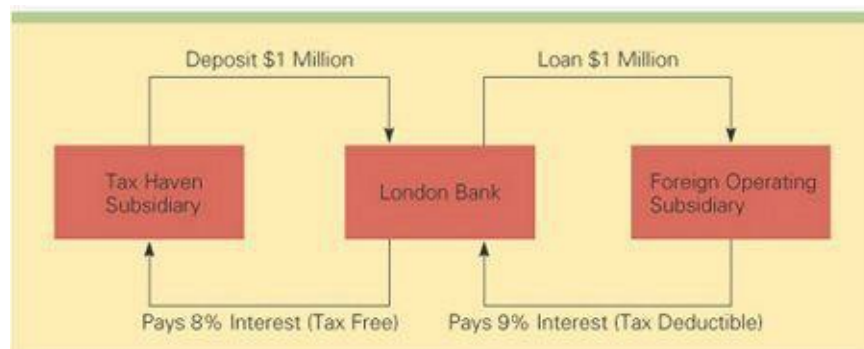 Deposit $1 Million
Loan $1 Million
Tax Haven
Subsidiary
London Bank
Foreign Operating
Subsidiary
Pays 8% Interest (Tax Free)
Pays 9% Interest (Tax Deductible)